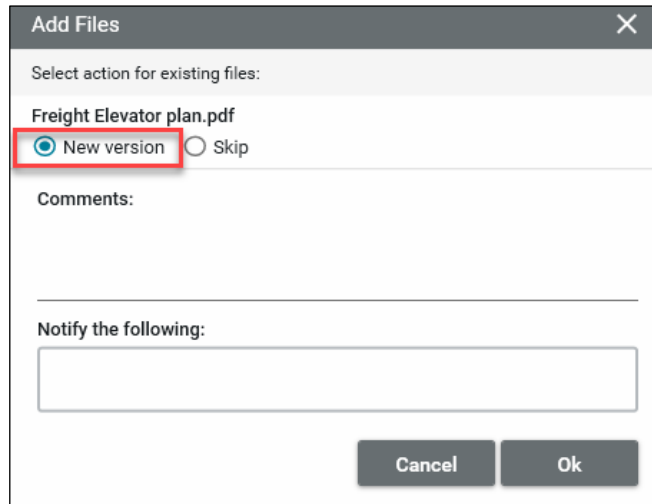 Add Files
Select action for existing files:
Freight Elevator plan.pdf
New version Skip
Comments:
Notify the following:
Cancel Ok